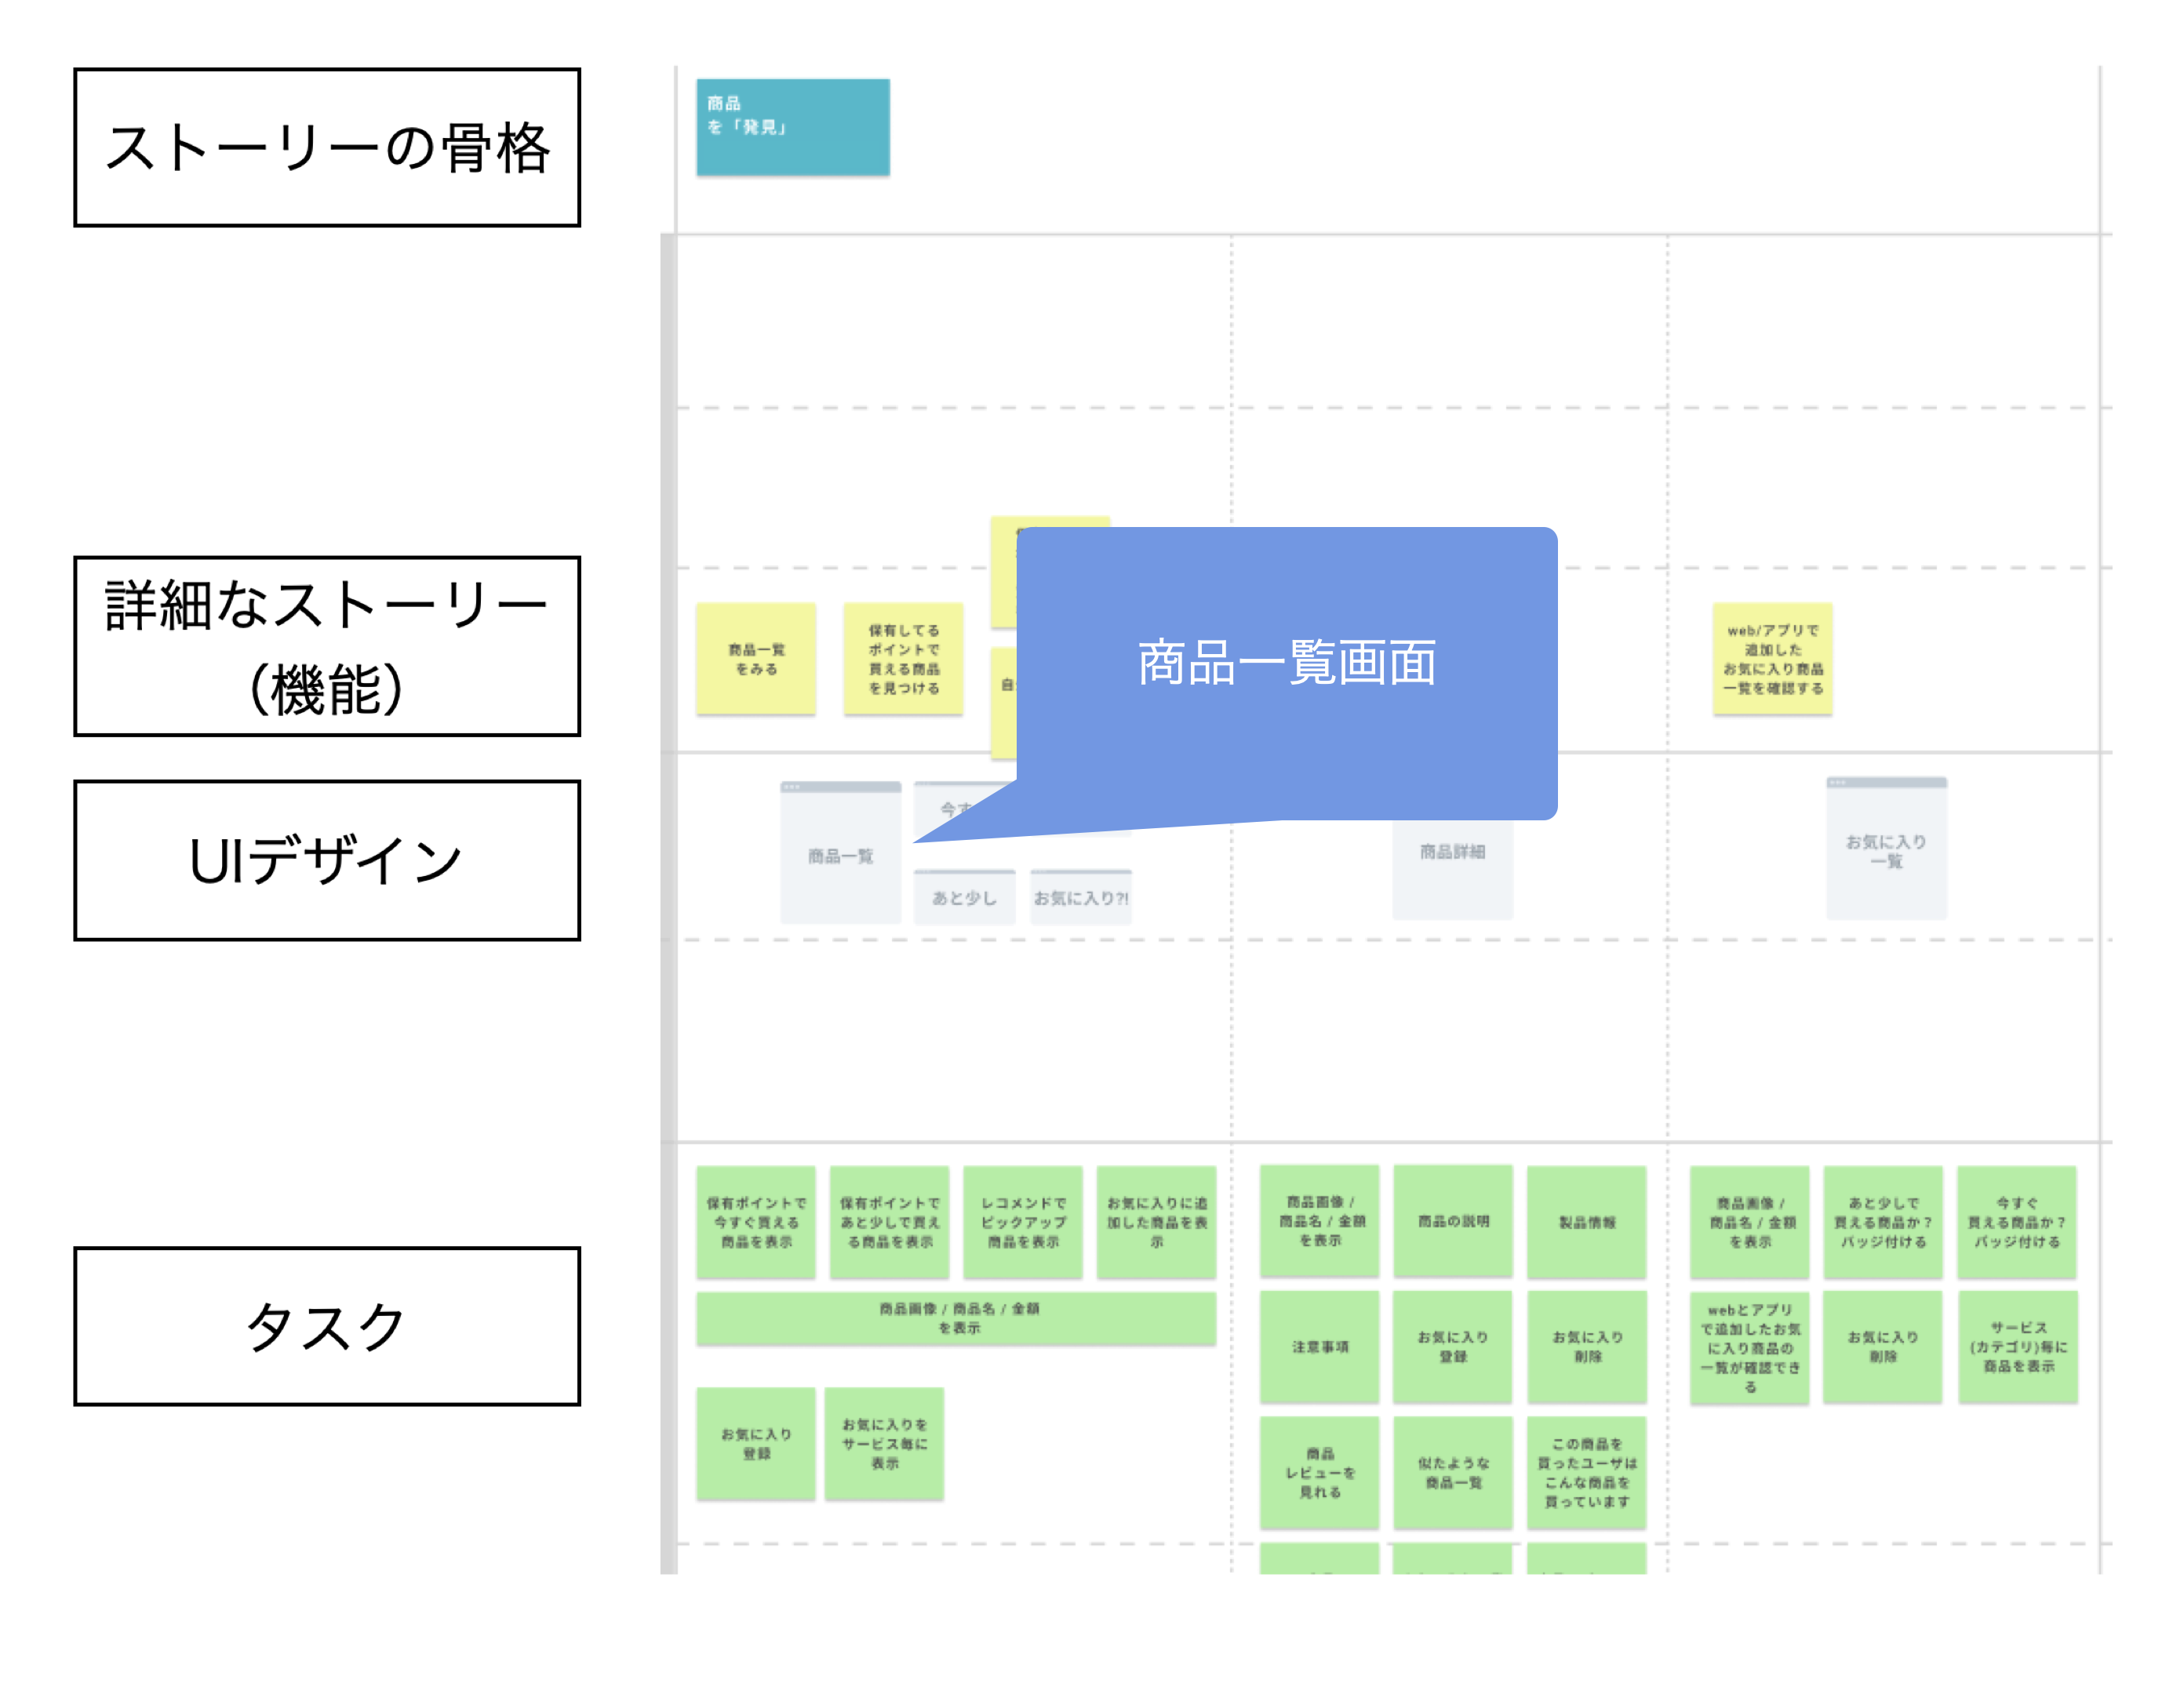 ストーリーの骨格
商品
を「発見」
詳細なストーリー
（機能）
商品一覧
をみる
保有してる
ポイントで
買える商品
を見つける
自
商品一覧画面
web/アプリで
追加した
お気に入り商品
一覧を確認する
UIデザイン
商品一覧
今す
あと少し
お気に入り?!
商品詳細
お気に入り
一覧
タスク
保有ポイントで
今すぐ買える
商品を表示
保有ポイントで
あと少しで買え
る商品を表示
レコメンドで
ピックアップ
商品を表示
お気に入りに追
加した商品を表
示
商品画像 / 商品名 / 金額
を表示
お気に入り
登録
お気に入りを
サービス毎に
表示
商品画像 /
商品名 / 金額
を表示
商品の説明
製品情報
注意事項
お気に入り
登録
お気に入り
削除
商品
レビューを
見れる
似たような
商品一覧
この商品を
買ったユーザは
こんな商品を
買っています
商品画像 /
商品名 / 金額
を表示
あと少しで
買える商品か？
バッジ付ける
今すぐ
買える商品か？
バッジ付ける
webとアプリ
で追加したお気
に入り商品の
一覧が確認でき
る
お気に入り
削除
サービス
(カテゴリ)毎に
商品を表示